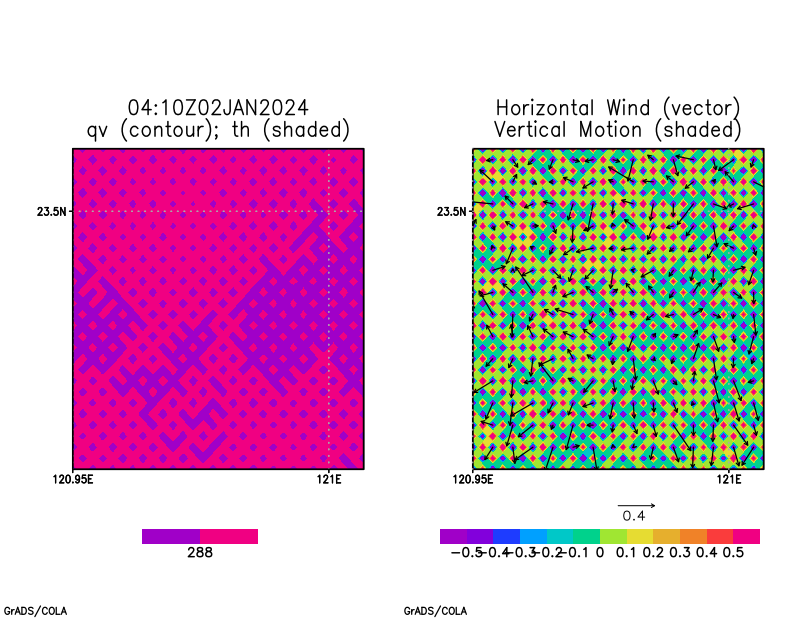 04:10Z02JAN2024
qv (contour); th (shaded)
23.5N
120.95E 121E
288
Horizontal Wind (vector)
Vertical Motion (shaded)
23.5N
120.95E 121E
0.4
-0.5 -0.4 -0.3 -0.2 -0.1 0 0.1 0.2 0.3 0.4 0.5
GrADS/COLA GrADS/COLA